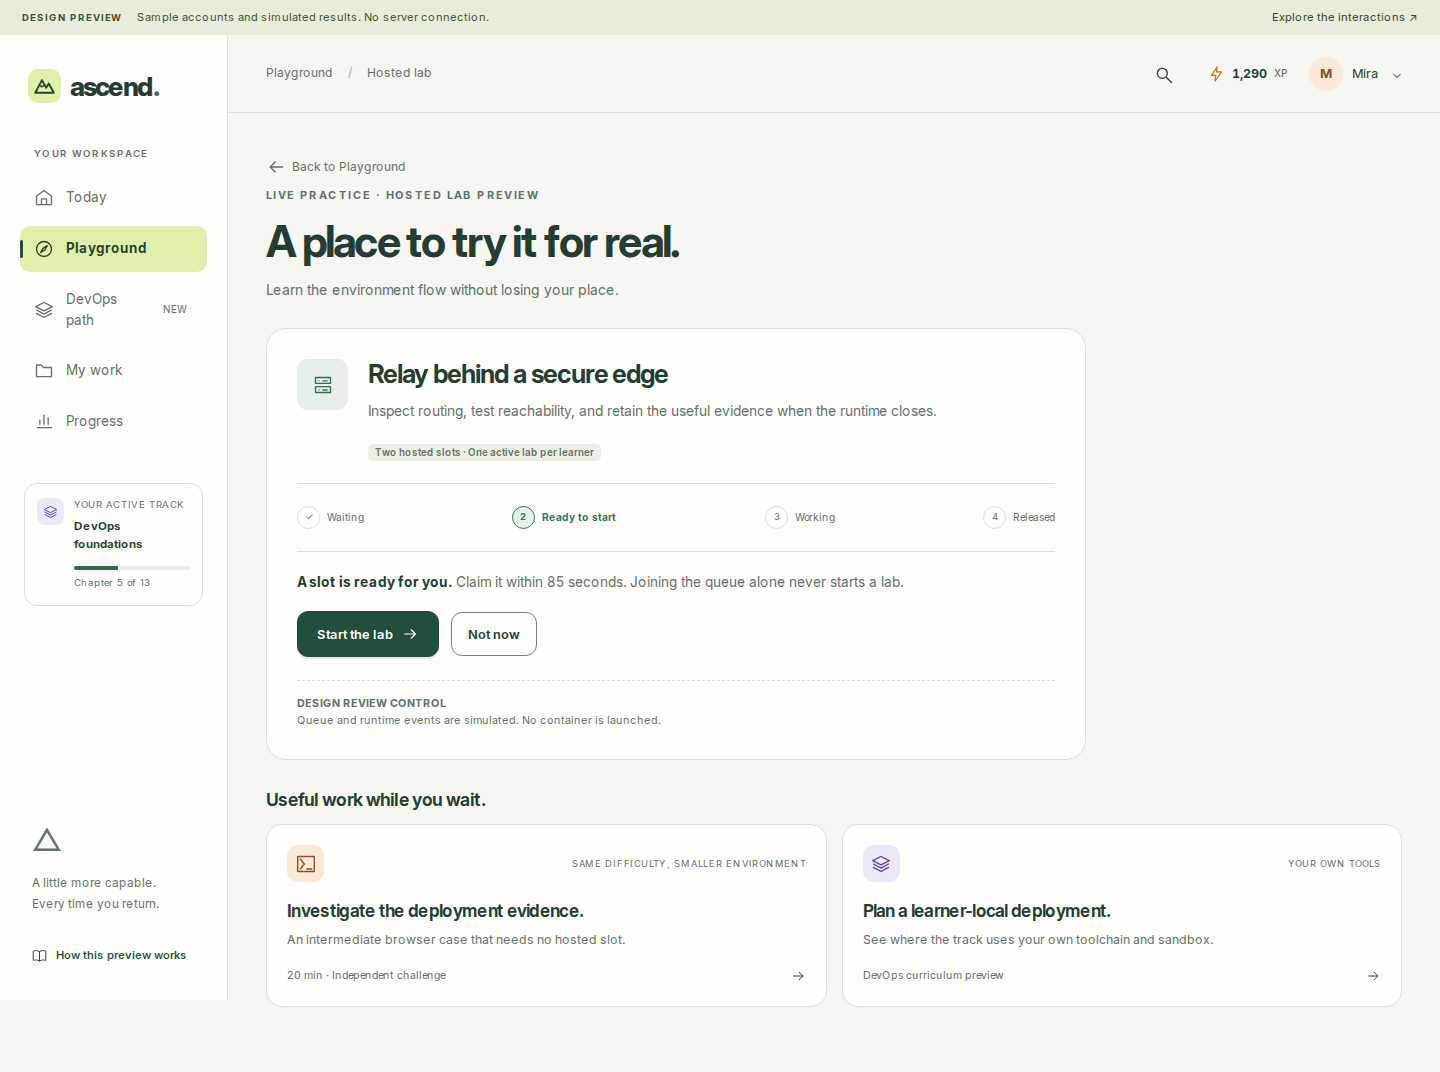 DESIGN PREVIEW Sample accounts and simulated results. No server connection. Explore the interactions ↗
ascend.
Playground / Hosted lab
1,290 XP
M Mira
YOUR WORKSPACE
Today
Playground
DevOps path NEW
My work
Progress
YOUR ACTIVE TRACK
DevOps
foundations
Chapter 5 of 13
A little more capable.
Every time you return.
How this preview works
← Back to Playground
LIVE PRACTICE · HOSTED LAB PREVIEW
A place to try it for real.
Learn the environment flow without losing your place.
Relay behind a secure edge
Inspect routing, test reachability, and retain the useful evidence when the runtime closes.
Two hosted slots · One active lab per learner
✓ Waiting 2 Ready to start 3 Working 4 Released
A slot is ready for you. Claim it within 85 seconds. Joining the queue alone never starts a lab.
Start the lab → Not now
DESIGN REVIEW CONTROL
Queue and runtime events are simulated. No container is launched.
Useful work while you wait.
SAME DIFFICULTY, SMALLER ENVIRONMENT
Investigate the deployment evidence.
An intermediate browser case that needs no hosted slot.
20 min · Independent challenge →
YOUR OWN TOOLS
Plan a learner-local deployment.
See where the track uses your own toolchain and sandbox.
DevOps curriculum preview →